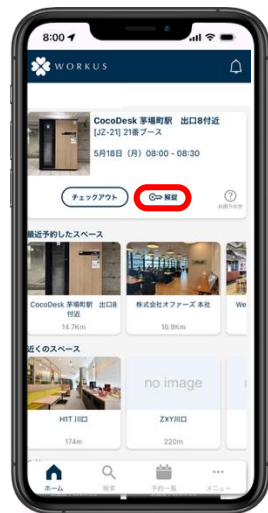 8:00
WORKUS
CocoDesk 茅場町駅 出口8付近
[JZ-21] 21番ブース
5月18日（月）08:00 - 08:30
チェックアウト
解錠
お困りの方
最近予約したスペース
CocoDesk 茅場町駅 出口8付近
14.7Km
株式会社オファーズ 本社
16.9Km
We
近くのスペース
H1T 川口
174m
no image
ZXY川口
220m
ホーム
検索
予約一覧
メニュー